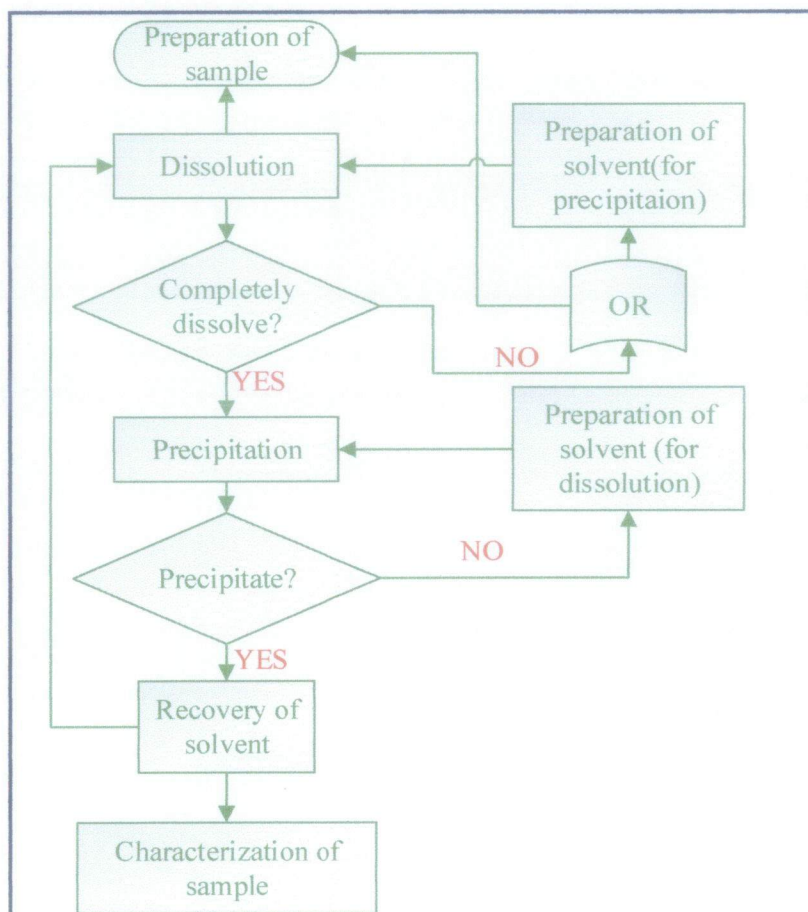 Preparation of
sample
Dissolution
Preparation of
solvent(for
precipitaion)
Completely
dissolve?
OR
NO
YES
Precipitation
Preparation of
solvent (for
dissolution)
Precipitate?
NO
YES
Recovery of
solvent
Characterization of
sample